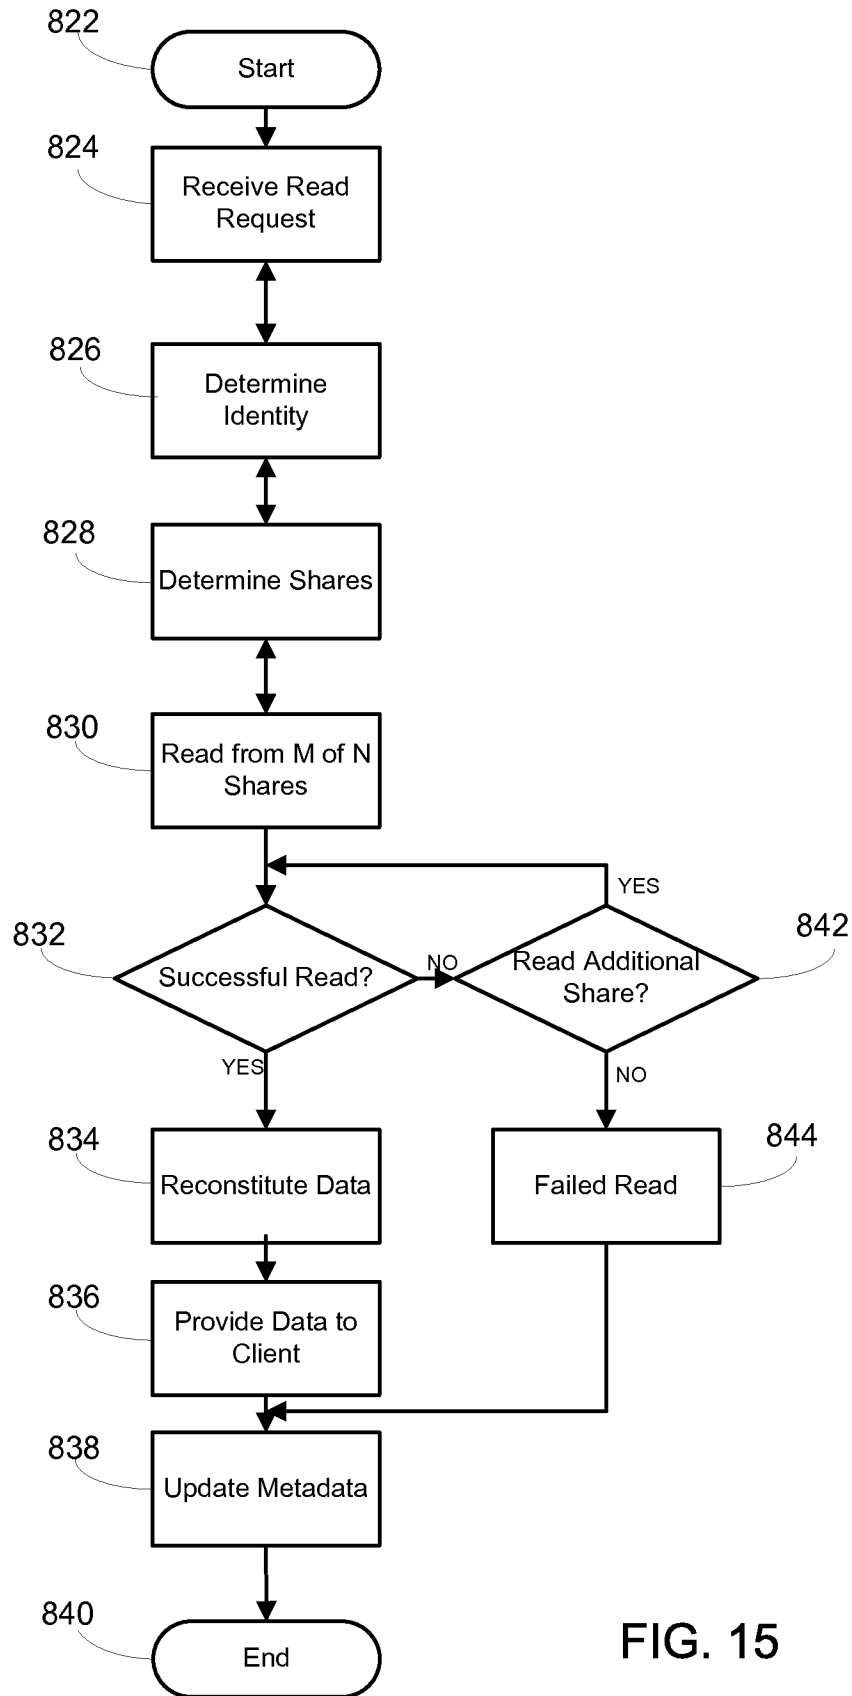 822
Start
824
Receive Read
Request
826
Determine
Identity
828
Determine Shares
830
Read from M of N
Shares
YES
832
Successful Read?
NO
Read Additional
Share?
842
YES
NO
834
Reconstitute Data
Failed Read
844
836
Provide Data to
Client
838
Update Metadata
840
End
FIG. 15